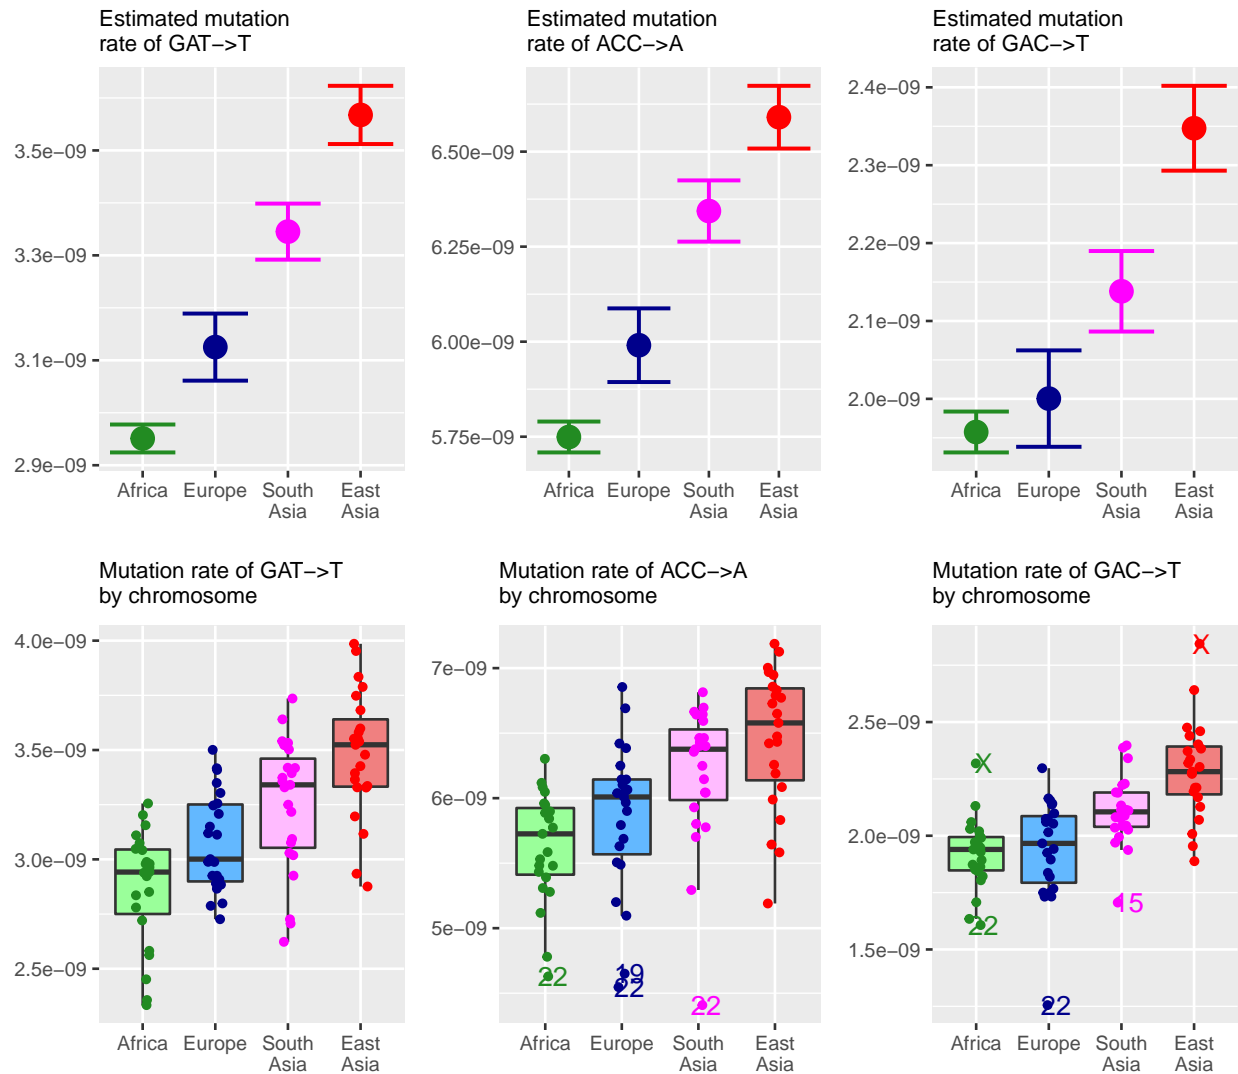 Estimated mutation
rate of GAT−>T
3.5e−09
3.3e−09
3.1e−09
2.9e−09
Africa Europe South East
Asia Asia
Estimated mutation
rate of ACC−>A
6.50e−09
6.25e−09
6.00e−09
5.75e−09
Africa Europe South East
Asia Asia
Estimated mutation
rate of GAC−>T
2.4e−09
2.3e−09
2.2e−09
2.1e−09
2.0e−09
Africa Europe South East
Asia Asia
Mutation rate of GAT−>T
by chromosome
4.0e−09
3.5e−09
3.0e−09
2.5e−09
Africa Europe South East
Asia Asia
Mutation rate of ACC−>A
by chromosome
7e−09
6e−09
5e−09
22
19
22
22
Africa Europe South East
Asia Asia
Mutation rate of GAC−>T
by chromosome
X
2.5e−09
X
2.0e−09
15
22
1.5e−09
22
Africa Europe South East
Asia Asia